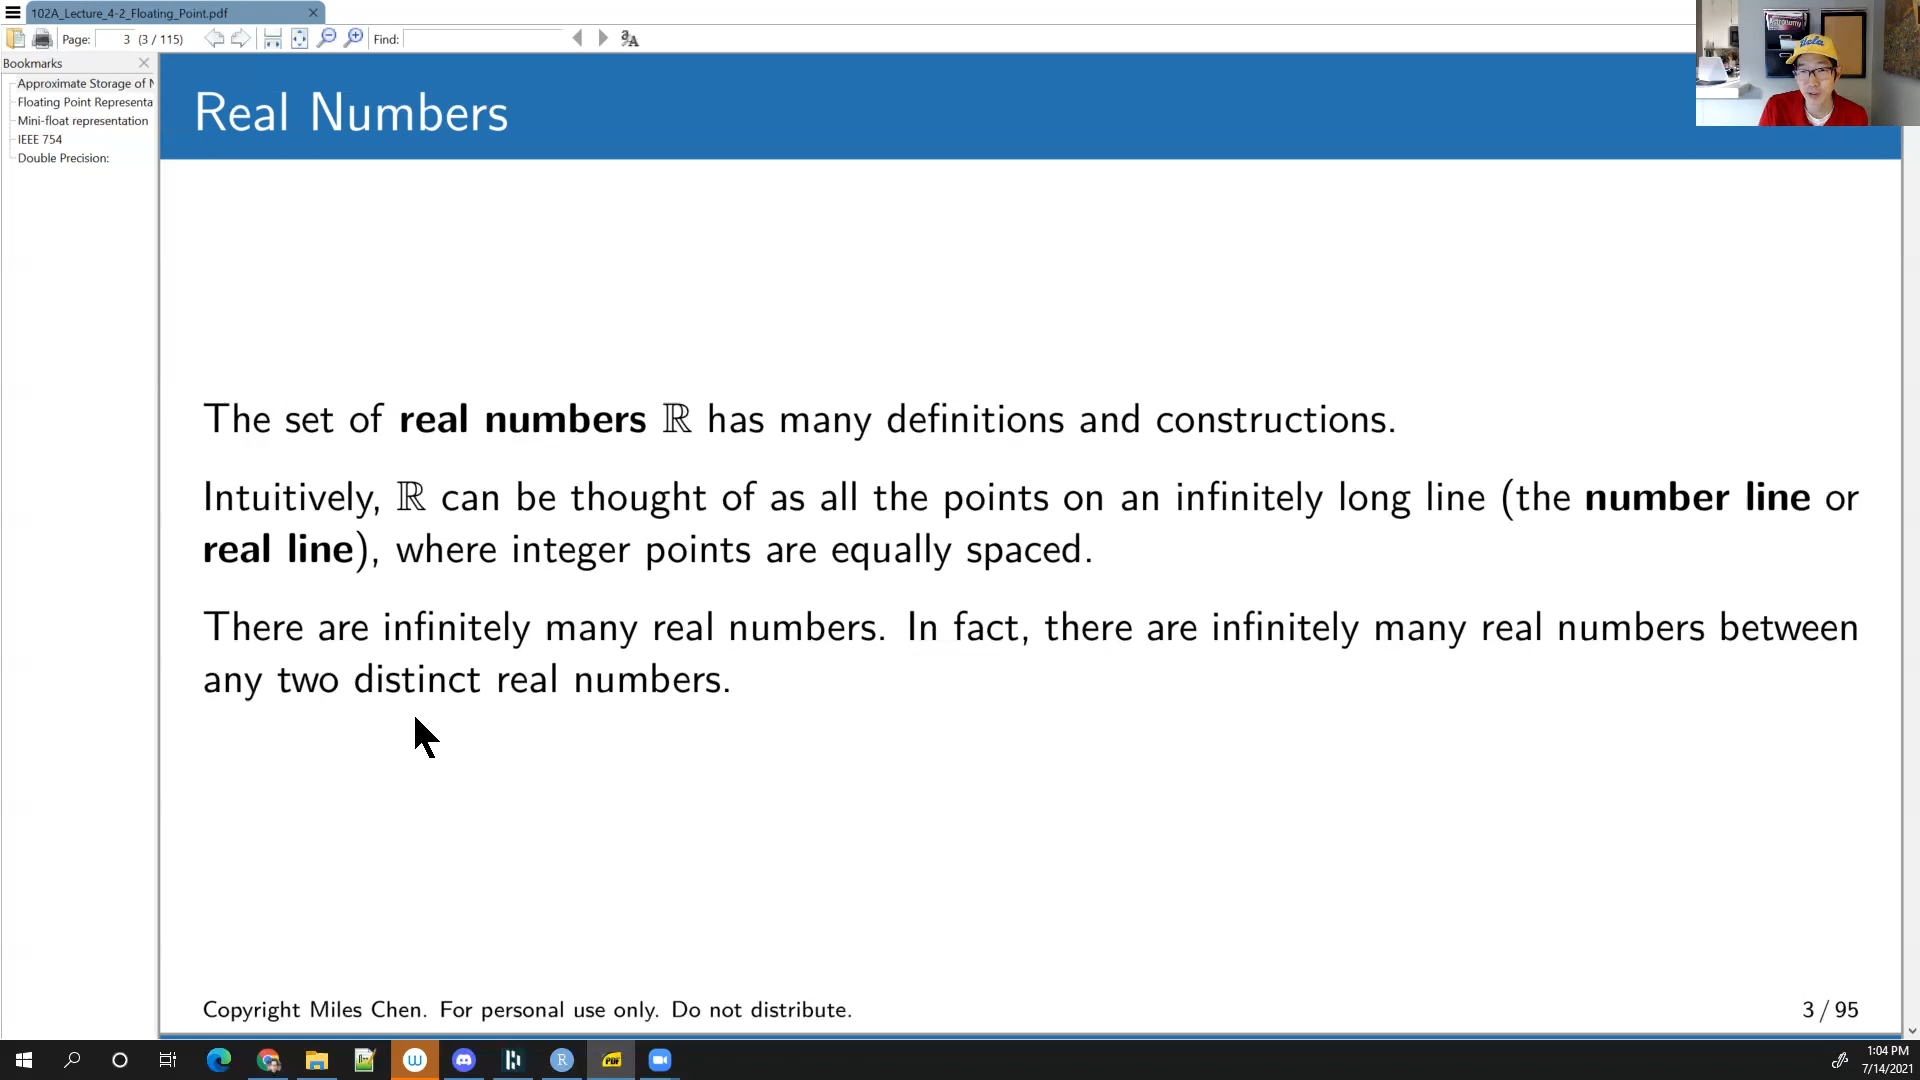 102A_Lecture_4-2_Floating_Point.pdf
Page: 3 (3 / 115) Find:
Bookmarks
Approximate Storage of N
Floating Point Representa
Mini-float representation
IEEE 754
Double Precision:
Real Numbers
The set of real numbers ℝ has many definitions and constructions.
Intuitively, ℝ can be thought of as all the points on an infinitely long line (the number line or
real line), where integer points are equally spaced.
There are infinitely many real numbers. In fact, there are infinitely many real numbers between
any two distinct real numbers.
Copyright Miles Chen. For personal use only. Do not distribute.
3 / 95
1:04 PM
7/14/2021